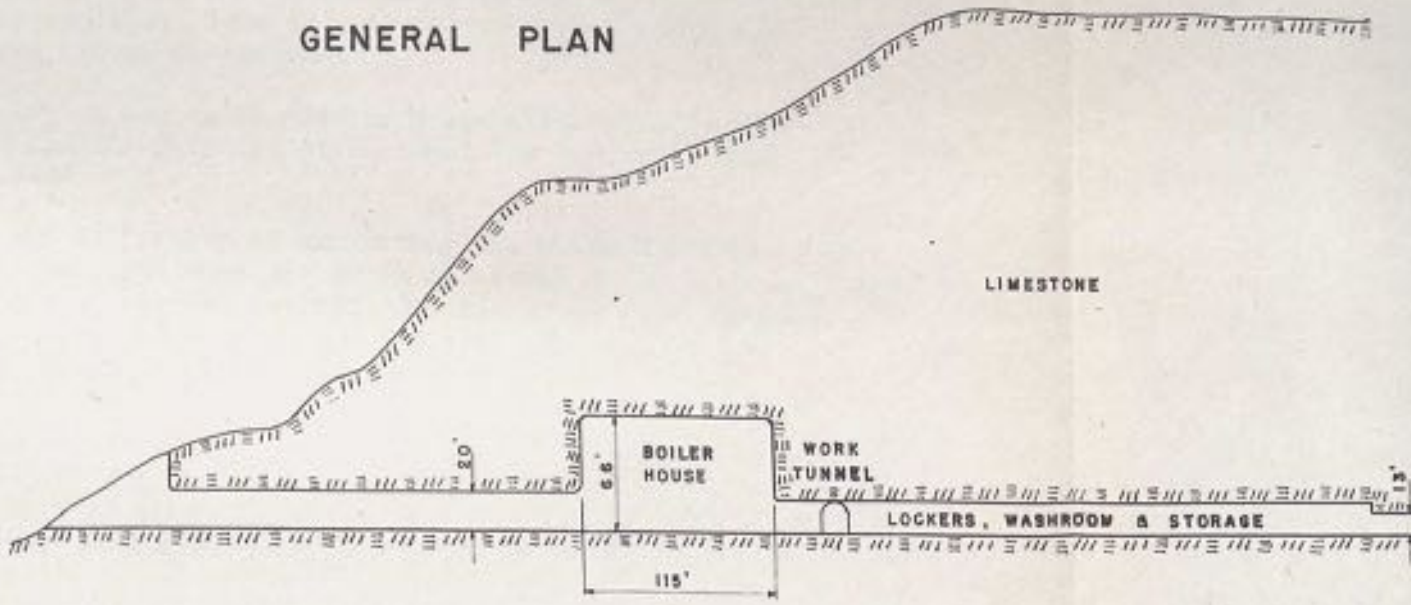 GENERAL PLAN
LIMESTONE
20'
66'
BOILER
HOUSE
WORK
TUNNEL
13'
LOCKERS, WASHROOM & STORAGE
115'